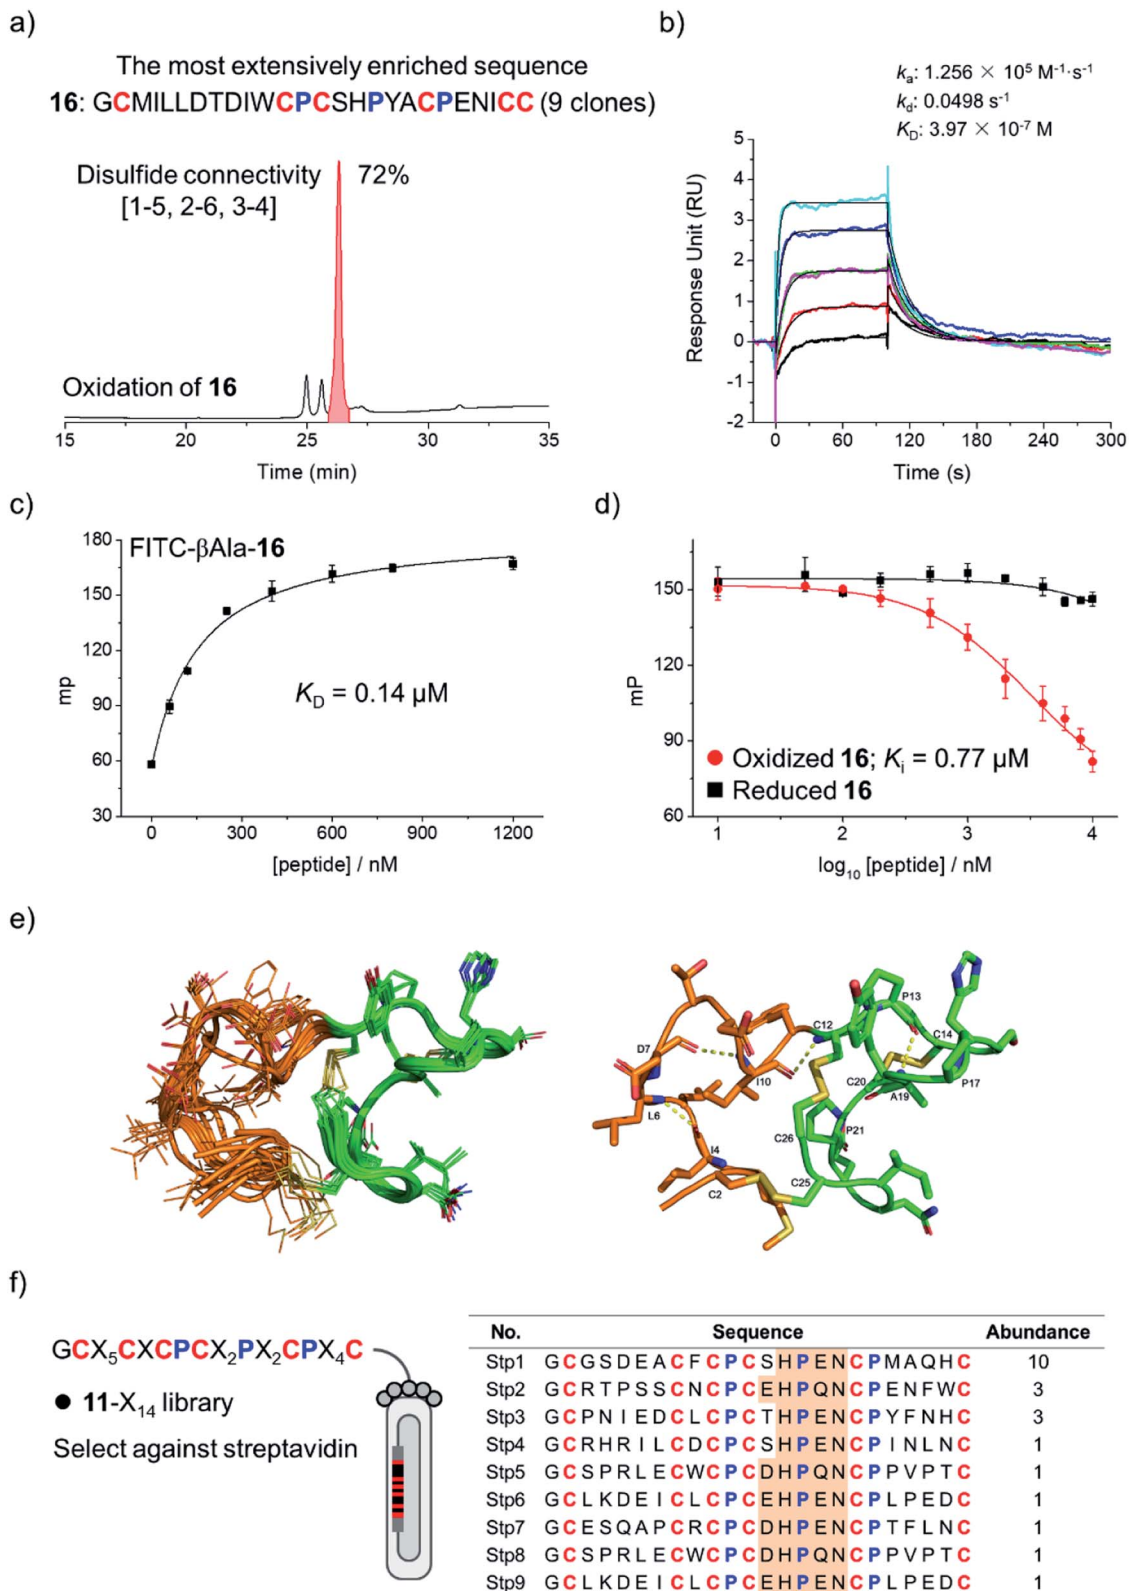 a)
The most extensively enriched sequence
16: GCMILLDTDIWCPCSHPYACPENICC (9 clones)
Disulfide connectivity
[1-5, 2-6, 3-4]
72%
Oxidation of 16
15 20 25 30 35
Time (min)
b)
ka: 1.256 × 10⁵ M⁻¹·s⁻¹
kd: 0.0498 s⁻¹
KD: 3.97 × 10⁻⁷ M
5
4
3
2
1
0
-1
-2
Response Unit (RU)
0 60 120 180 240 300
Time (s)
c)
FITC-βAla-16
180
150
120
90
60
30
mp
KD = 0.14 µM
0 300 600 900 1200
[peptide] / nM
d)
150
120
90
60
mP
Oxidized 16; Ki = 0.77 µM
Reduced 16
1 2 3 4
log₁₀ [peptide] / nM
e)
P13
C12
C14
D7
I10
C20
A19
P17
L6
P21
C26
I4
C25
C2
f)
GCX₅CXCPCX₂PX₂CPX₄C
11-X₁₄ library
Select against streptavidin
No. Sequence Abundance
Stp1 GCGSDEACFCPCSHPENCPMAQHC 10
Stp2 GCRTPSSCNCPCEHPQNCPENFWC 3
Stp3 GCPNIEDCLCPCTHPENCPYFNHC 3
Stp4 GCRHRILCDCPCSHPENCPINLNC 1
Stp5 GCSPRLECWCPCDHPQNCPPVPTC 1
Stp6 GCLKDEICLCPCEHPENCPLPEDC 1
Stp7 GCESQAPCRCPCDHPENCPTFLNC 1
Stp8 GCSPRLECWCPCDHPQNCPPVPTC 1
Stp9 GCLKDEICLCPCEHPENCPLPEDC 1